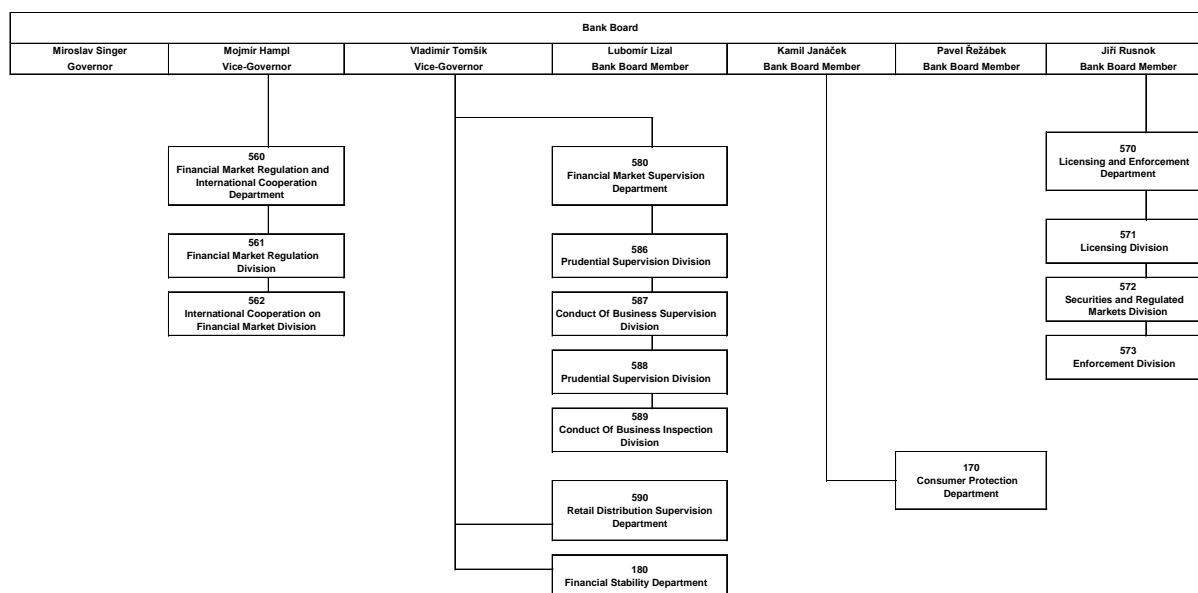 Bank Board
Miroslav Singer
Governor
Mojmír Hampl
Vice-Governor
Vladimír Tomšík
Vice-Governor
Lubomír Lízal
Bank Board Member
Kamil Janáček
Bank Board Member
Pavel Řežábek
Bank Board Member
Jiří Rusnok
Bank Board Member
560
Financial Market Regulation and
International Cooperation
Department
561
Financial Market Regulation
Division
562
International Cooperation on
Financial Market Division
580
Financial Market Supervision
Department
586
Prudential Supervision Division
587
Conduct Of Business Supervision
Division
588
Prudential Supervision Division
589
Conduct Of Business Inspection
Division
590
Retail Distribution Supervision
Department
180
Financial Stability Department
170
Consumer Protection
Department
570
Licensing and Enforcement
Department
571
Licensing Division
572
Securities and Regulated
Markets Division
573
Enforcement Division